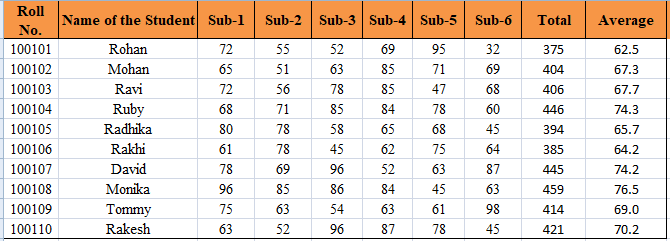 Roll No. Name of the Student Sub-1 Sub-2 Sub-3 Sub-4 Sub-5 Sub-6 Total Average
100101 Rohan 72 55 52 69 95 32 375 62.5
100102 Mohan 65 51 63 85 71 69 404 67.3
100103 Ravi 72 56 78 85 47 68 406 67.7
100104 Ruby 68 71 85 84 78 60 446 74.3
100105 Radhika 80 78 58 65 68 45 394 65.7
100106 Rakhi 61 78 45 62 75 64 385 64.2
100107 David 78 69 96 52 63 87 445 74.2
100108 Monika 96 85 86 84 45 63 459 76.5
100109 Tommy 75 63 54 63 61 98 414 69.0
100110 Rakesh 63 52 96 87 78 45 421 70.2